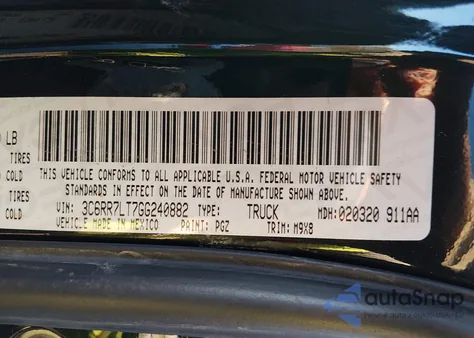 LB
TIRES
COLD
TIRES
COLD
THIS VEHICLE CONFORMS TO ALL APPLICABLE U.S.A. FEDERAL MOTOR VEHICLE SAFETY
STANDARDS IN EFFECT ON THE DATE OF MANUFACTURE SHOWN ABOVE.
VIN: 3C6RR7LT7GG240882 TYPE: TRUCK MDH: 020320 911AA
VEHICLE MADE IN MEXICO PAINT: PGZ TRIM: M9X8
autoSnap